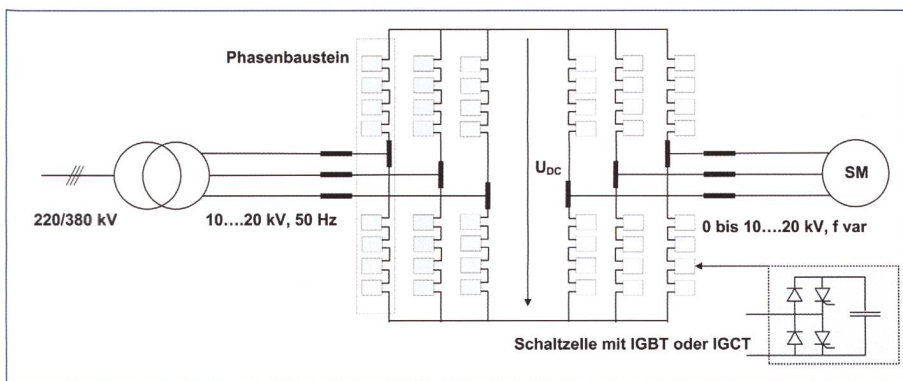 Phasenbaustein
U_DC
SM
220/380 kV
10....20 kV, 50 Hz
0 bis 10....20 kV, f var
Schaltzelle mit IGBT oder IGCT